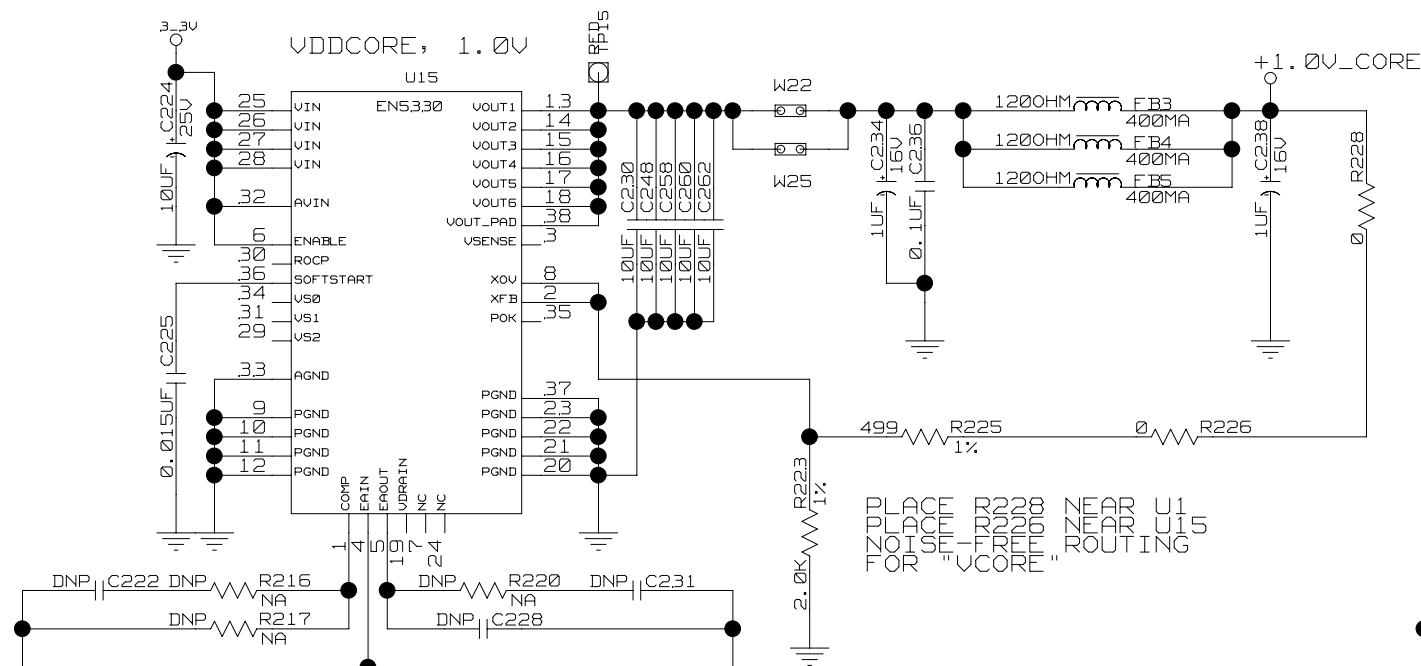 3_3V
VDDCORE, 1.0V
RED
TP15
+1.0V_CORE
U15
EN5330
C224
25V
10UF
25 VIN
26 VIN
27 VIN
28 VIN
32 AVIN
6 ENABLE
30 ROCP
36 SOFTSTART
34 VS0
31 VS1
29 VS2
33 AGND
9 PGND
10 PGND
11 PGND
12 PGND
VOUT1 13
VOUT2 14
VOUT3 15
VOUT4 16
VOUT5 17
VOUT6 18
VOUT_PAD 38
VSENSE 3
XOV 8
XFB 2
POK 35
PGND 37
PGND 23
PGND 22
PGND 21
PGND 20
COMP 1
EAIN 4
EAOUT 5
VDRAIN 19
NC 7
NC 24
C225
0.015UF
C230 10UF
C248 10UF
C258 10UF
C260 10UF
C262 10UF
W22
W25
C234
16V
1UF
C236
0.1UF
120OHM FB3
400MA
120OHM FB4
400MA
120OHM FB5
400MA
C238
16V
1UF
R228
0
499 R225
1%
0 R226
R223
1%
2.0K
PLACE R228 NEAR U1
PLACE R226 NEAR U15
NOISE-FREE ROUTING
FOR "VCORE"
DNP C222 DNP R216
NA
DNP R217
NA
DNP R220 DNP C231
NA
DNP C228